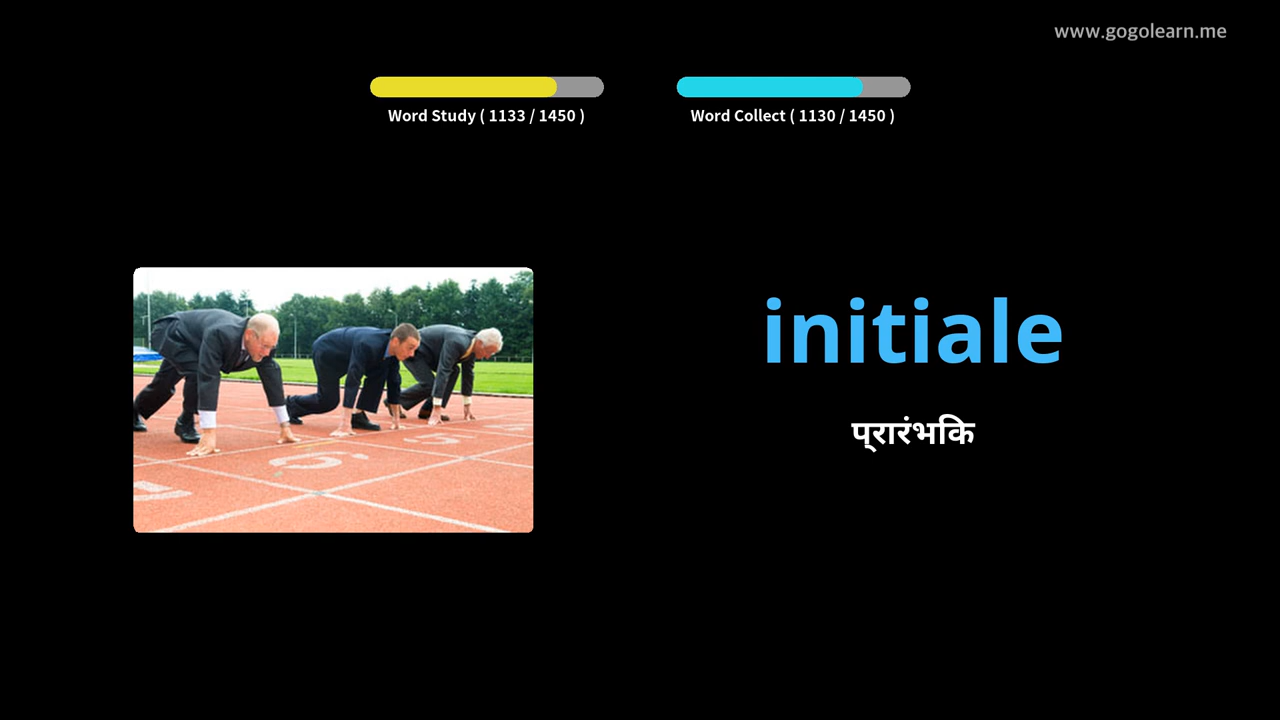 www.gogolearn.me
Word Study ( 1133 / 1450 )
Word Collect ( 1130 / 1450 )
initiale
प्रारंभिक